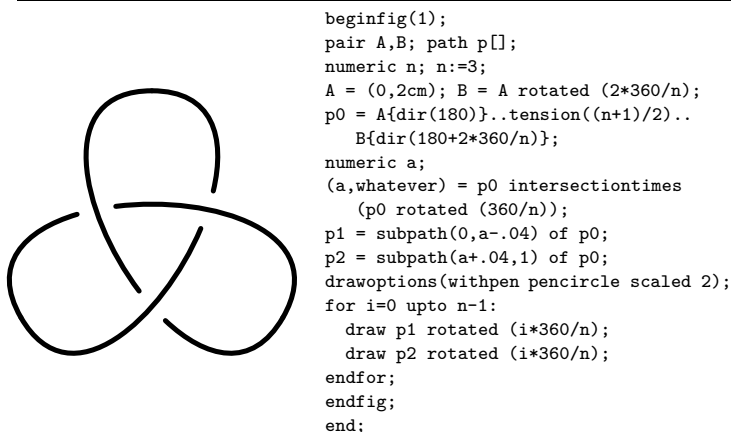 beginfig(1);
pair A,B; path p[];
numeric n; n:=3;
A = (0,2cm); B = A rotated (2*360/n);
p0 = A{dir(180)}..tension((n+1)/2)..
B{dir(180+2*360/n)};
numeric a;
(a,whatever) = p0 intersectiontimes
(p0 rotated (360/n));
p1 = subpath(0,a-.04) of p0;
p2 = subpath(a+.04,1) of p0;
drawoptions(withpen pencircle scaled 2);
for i=0 upto n-1:
draw p1 rotated (i*360/n);
draw p2 rotated (i*360/n);
endfor;
endfig;
end;